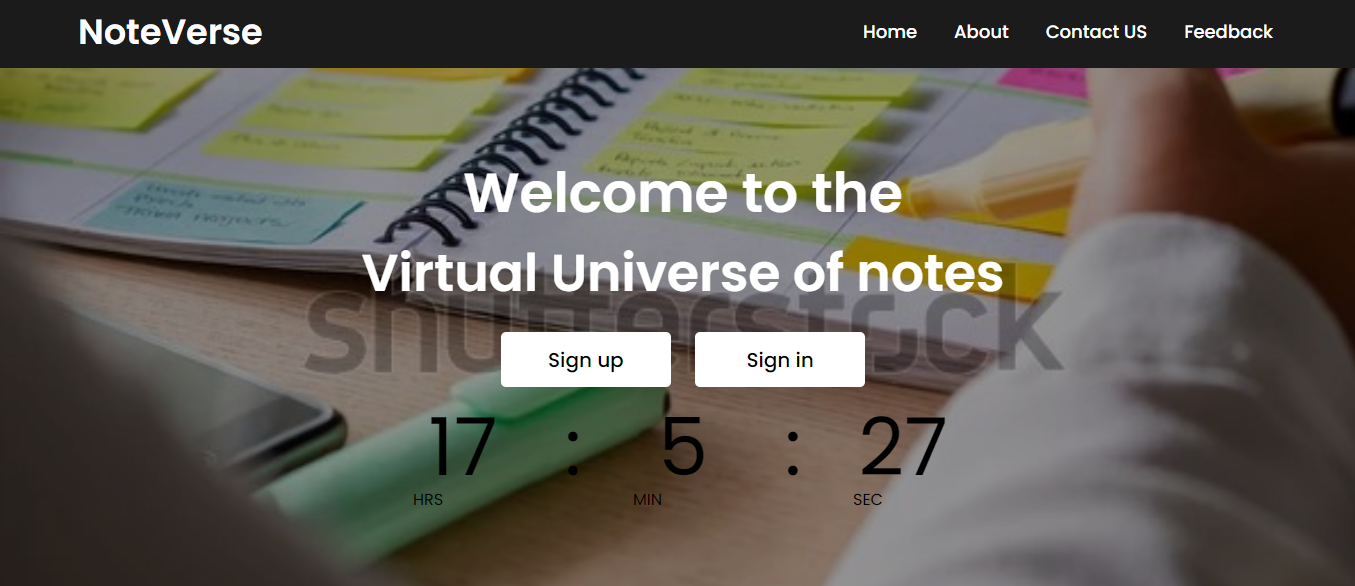 NoteVerse
Home About Contact US Feedback
Welcome to the
Virtual Universe of notes
shutterstock
Sign up Sign in
17 : 5 : 27
HRS MIN SEC